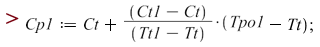 > Cp1 := Ct + (Ct1 − Ct)/(Tt1 − Tt) · (Tpo1 − Tt);